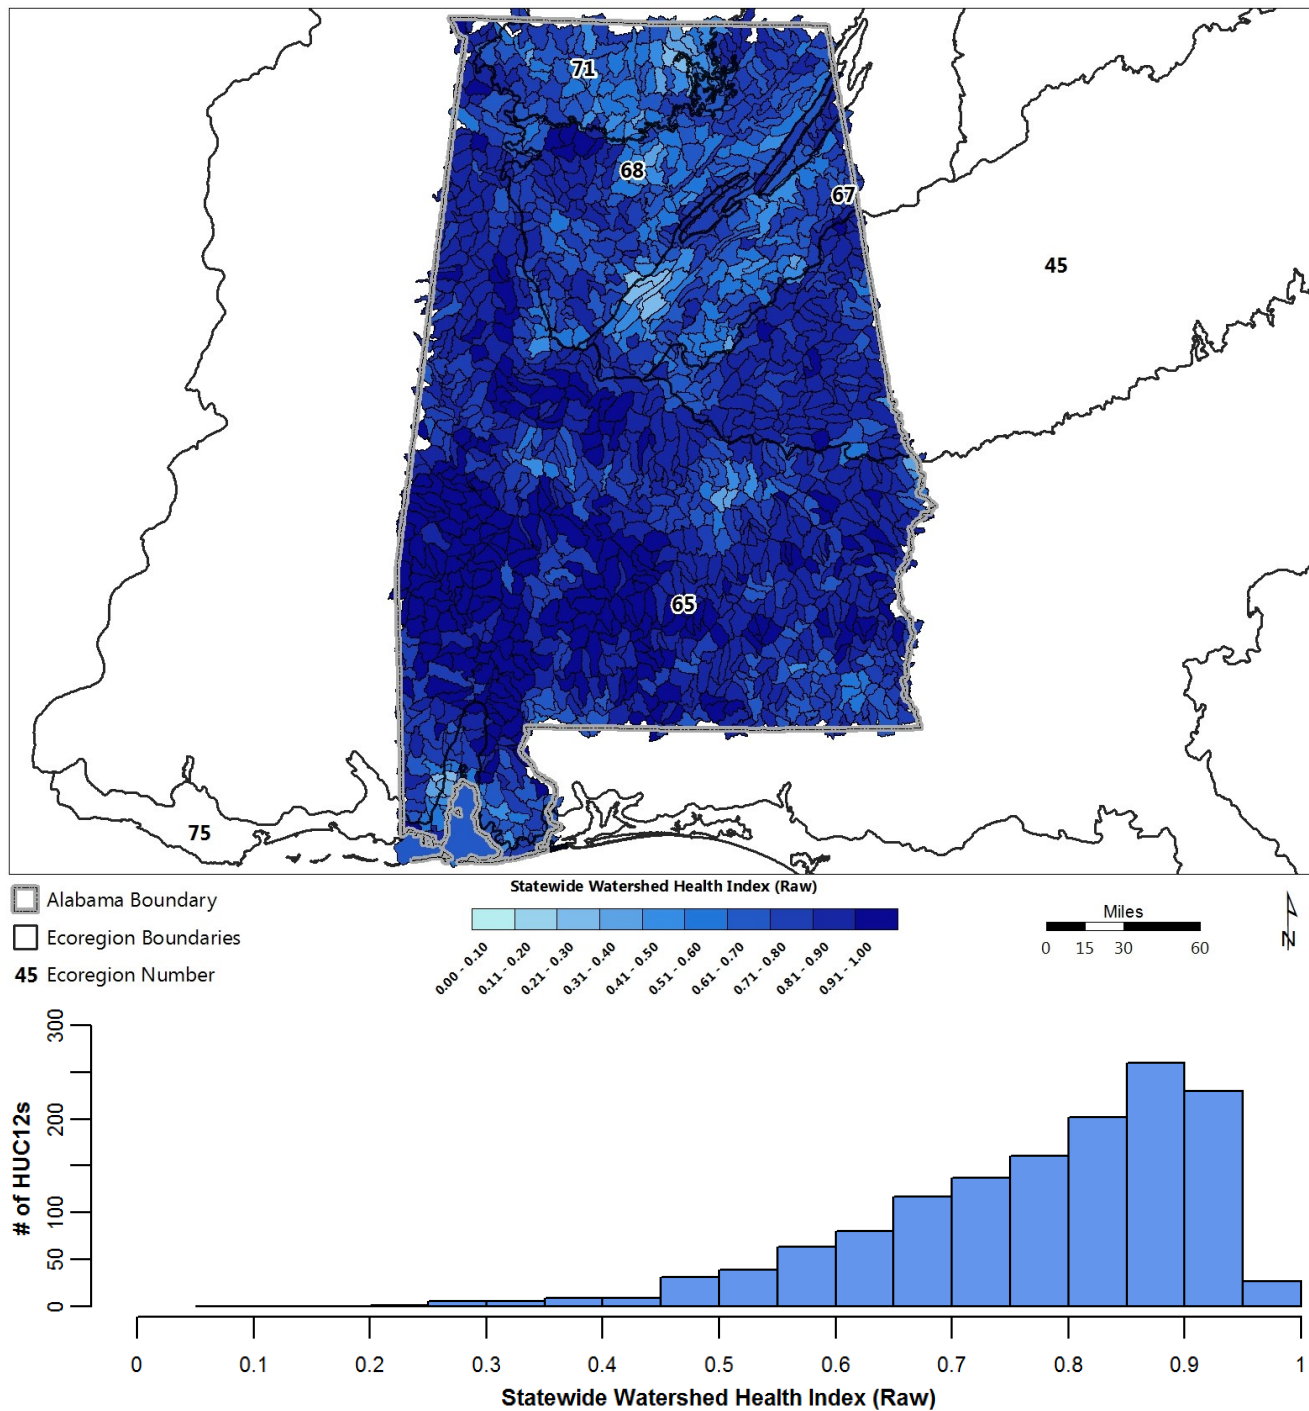 71
68
67
45
65
75
Alabama Boundary
Ecoregion Boundaries
45 Ecoregion Number
Statewide Watershed Health Index (Raw)
0.00 - 0.10
0.11 - 0.20
0.21 - 0.30
0.31 - 0.40
0.41 - 0.50
0.51 - 0.60
0.61 - 0.70
0.71 - 0.80
0.81 - 0.90
0.91 - 1.00
Miles
0 15 30 60
N
# of HUC12s
300
200
100
50
0
0 0.1 0.2 0.3 0.4 0.5 0.6 0.7 0.8 0.9 1
Statewide Watershed Health Index (Raw)